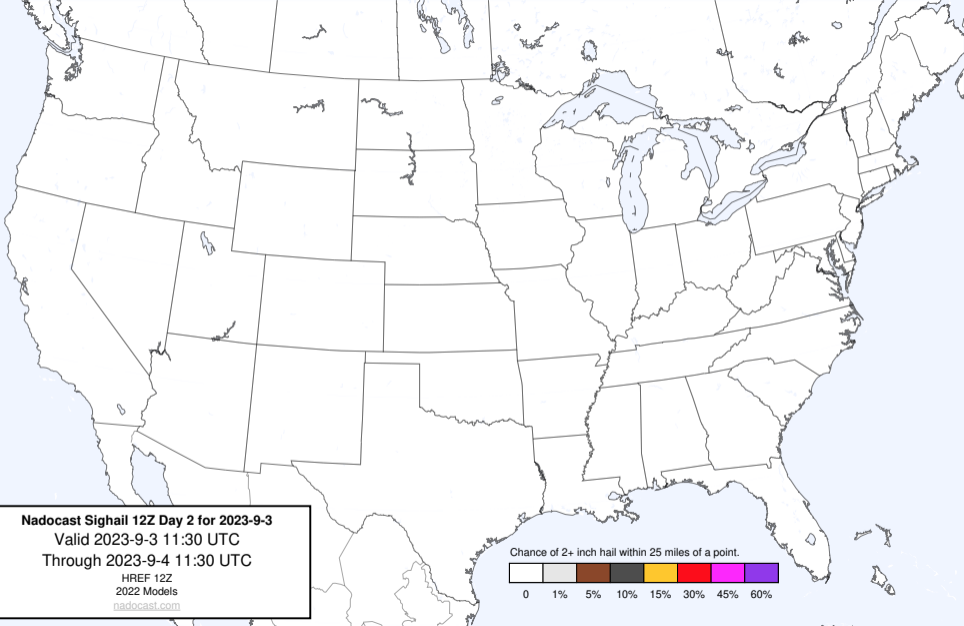 Nadocast Sighail 12Z Day 2 for 2023-9-3
Valid 2023-9-3 11:30 UTC
Through 2023-9-4 11:30 UTC
HREF 12Z
2022 Models
nadocast.com
Chance of 2+ inch hail within 25 miles of a point.
0 1% 5% 10% 15% 30% 45% 60%